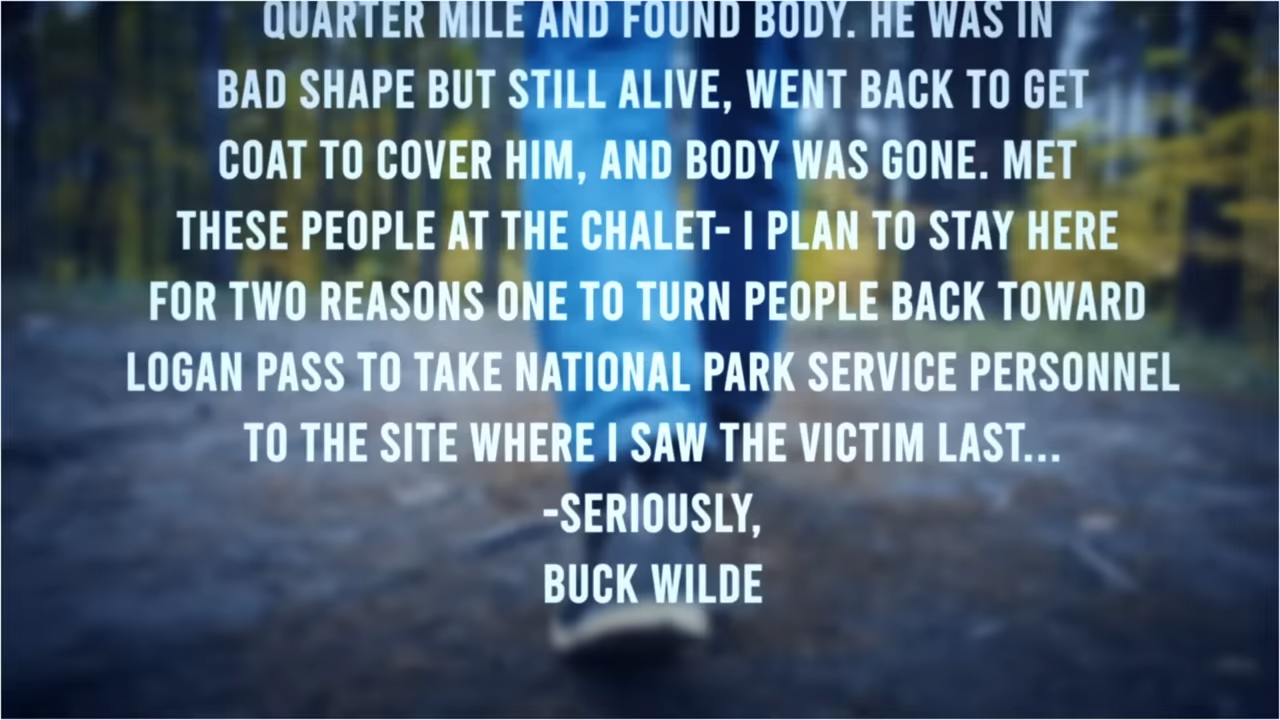 QUARTER MILE AND FOUND BODY. HE WAS IN
BAD SHAPE BUT STILL ALIVE, WENT BACK TO GET
COAT TO COVER HIM, AND BODY WAS GONE. MET
THESE PEOPLE AT THE CHALET- I PLAN TO STAY HERE
FOR TWO REASONS ONE TO TURN PEOPLE BACK TOWARD
LOGAN PASS TO TAKE NATIONAL PARK SERVICE PERSONNEL
TO THE SITE WHERE I SAW THE VICTIM LAST...
-SERIOUSLY,
BUCK WILDE